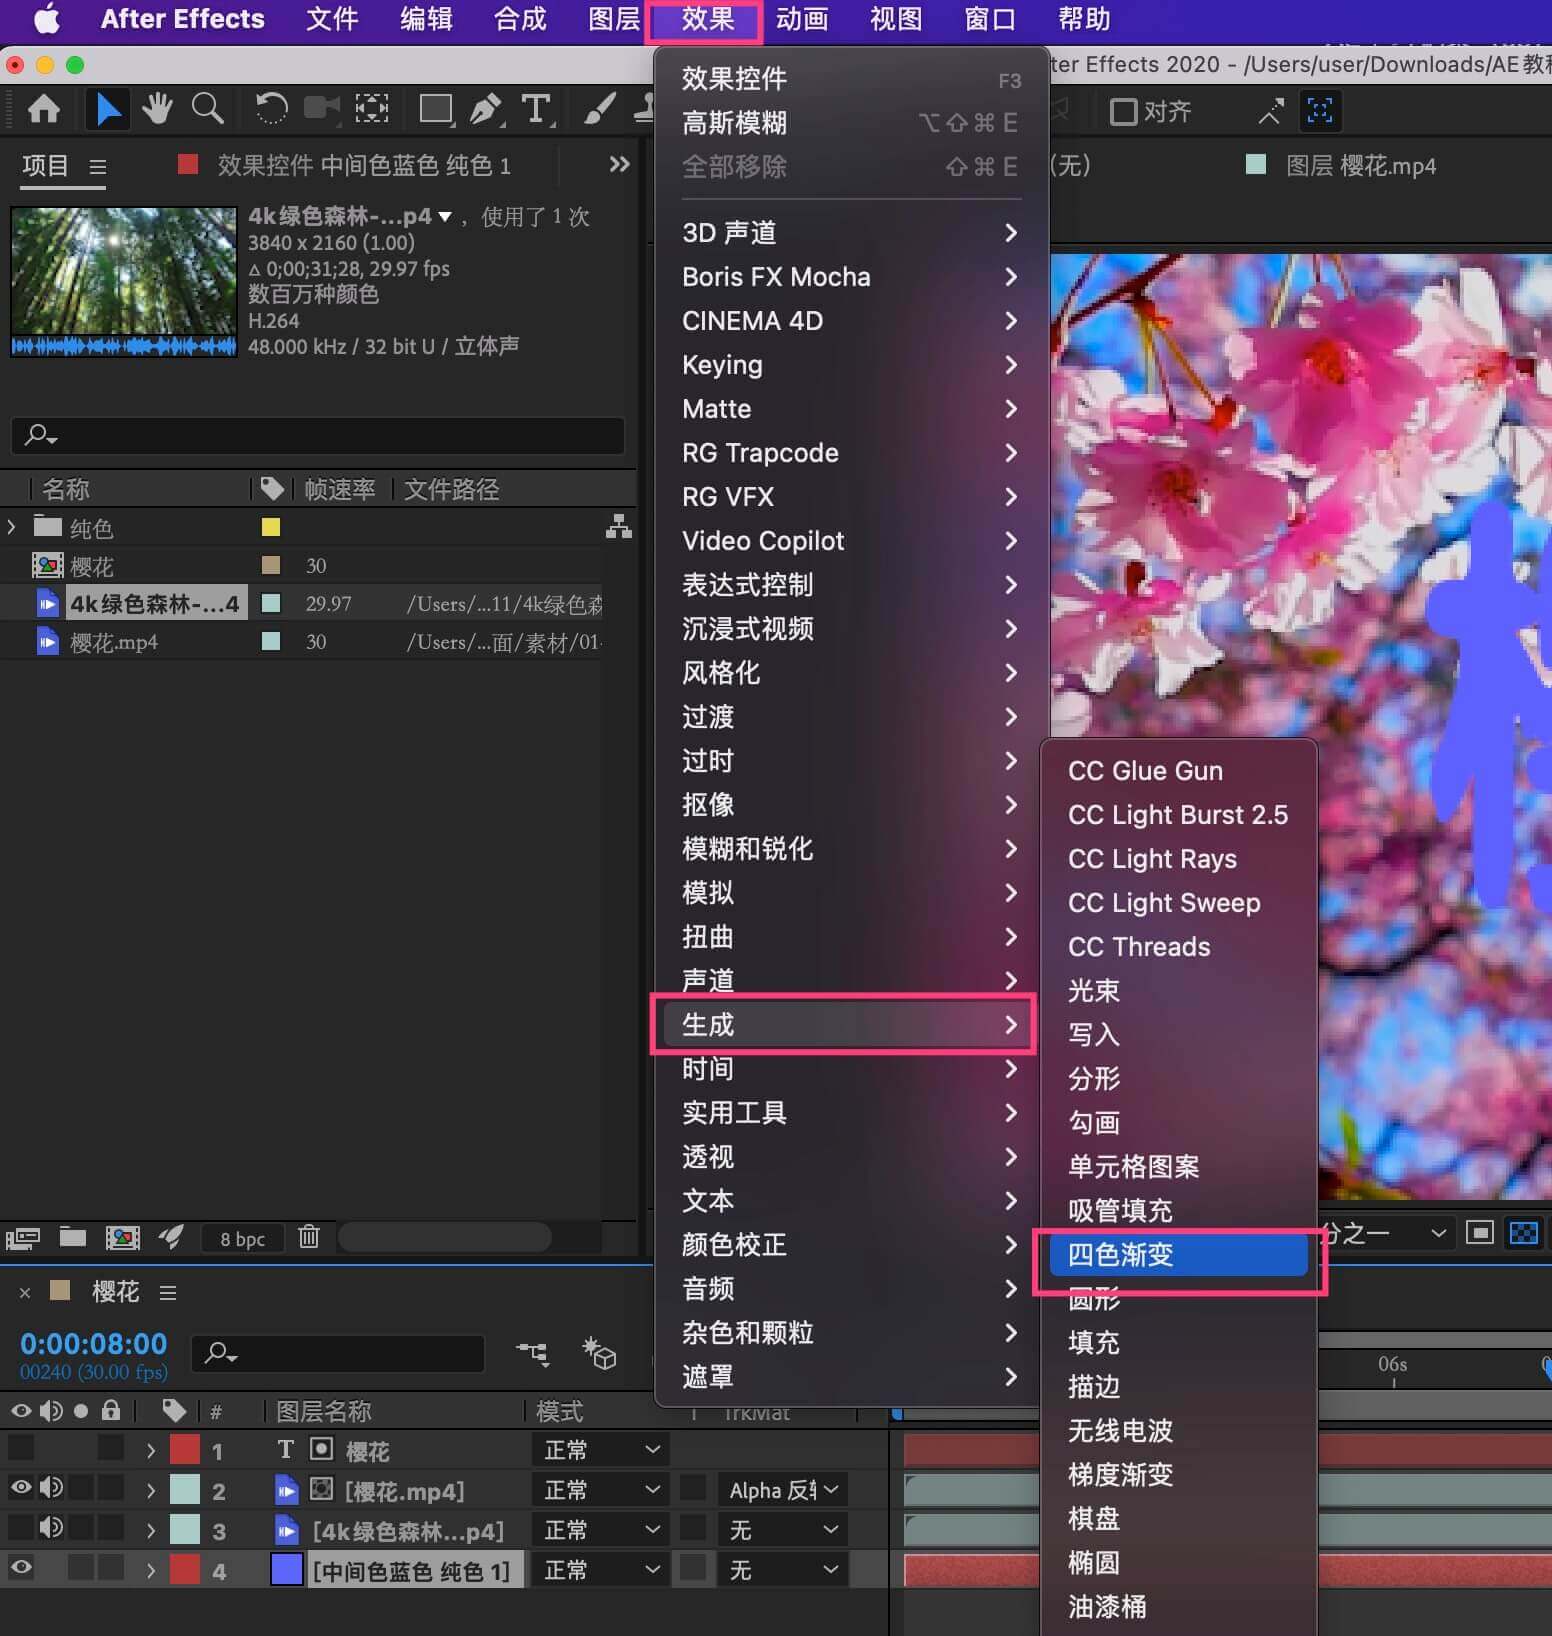 After Effects 文件 编辑 合成 图层 效果 动画 视图 窗口 帮助
ter Effects 2020 - /Users/user/Downloads/AE教程
对齐
项目
效果控件 中间色蓝色 纯色 1
(无)
图层 樱花.mp4
4k绿色森林-...p4 , 使用了 1 次
3840 x 2160 (1.00)
Δ 0;00;31;28, 29.97 fps
数百万种颜色
H.264
48.000 kHz / 32 bit U / 立体声
名称 帧速率 文件路径
纯色
樱花 30
4k绿色森林-...4 29.97 /Users/...11/4k绿色森
樱花.mp4 30 /Users/...面/素材/01
8 bpc
效果控件 F3
高斯模糊 ⌥⇧⌘E
全部移除 ⇧⌘E
3D 声道
Boris FX Mocha
CINEMA 4D
Keying
Matte
RG Trapcode
RG VFX
Video Copilot
表达式控制
沉浸式视频
风格化
过渡
过时
抠像
模糊和锐化
模拟
扭曲
声道
生成
时间
实用工具
透视
文本
颜色校正
音频
杂色和颗粒
遮罩
CC Glue Gun
CC Light Burst 2.5
CC Light Rays
CC Light Sweep
CC Threads
光束
写入
分形
勾画
单元格图案
吸管填充
四色渐变
圆形
填充
描边
无线电波
梯度渐变
棋盘
椭圆
油漆桶
分之一
樱花
0:00:08:00
00240 (30.00 fps)
06s
# 图层名称 模式 T TrkMat
1 T 樱花 正常
2 [樱花.mp4] 正常 Alpha 反转
3 [4k绿色森林...p4] 正常 无
4 [中间色蓝色 纯色 1] 正常 无